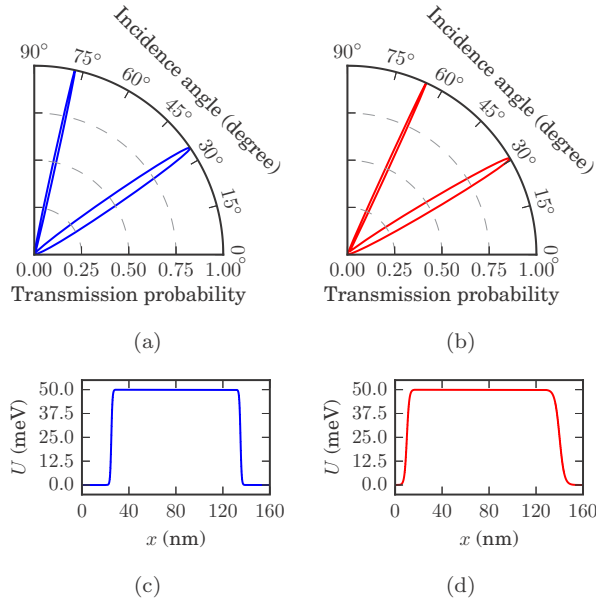 Incidence angle (degree)
90°
75°
60°
45°
30°
15°
0°
0.00 0.25 0.50 0.75 1.00
Transmission probability
(a)
Incidence angle (degree)
90°
75°
60°
45°
30°
15°
0°
0.00 0.25 0.50 0.75 1.00
Transmission probability
(b)
U (meV)
50.0
37.5
25.0
12.5
0.0
0 40 80 120 160
x (nm)
(c)
U (meV)
50.0
37.5
25.0
12.5
0.0
0 40 80 120 160
x (nm)
(d)